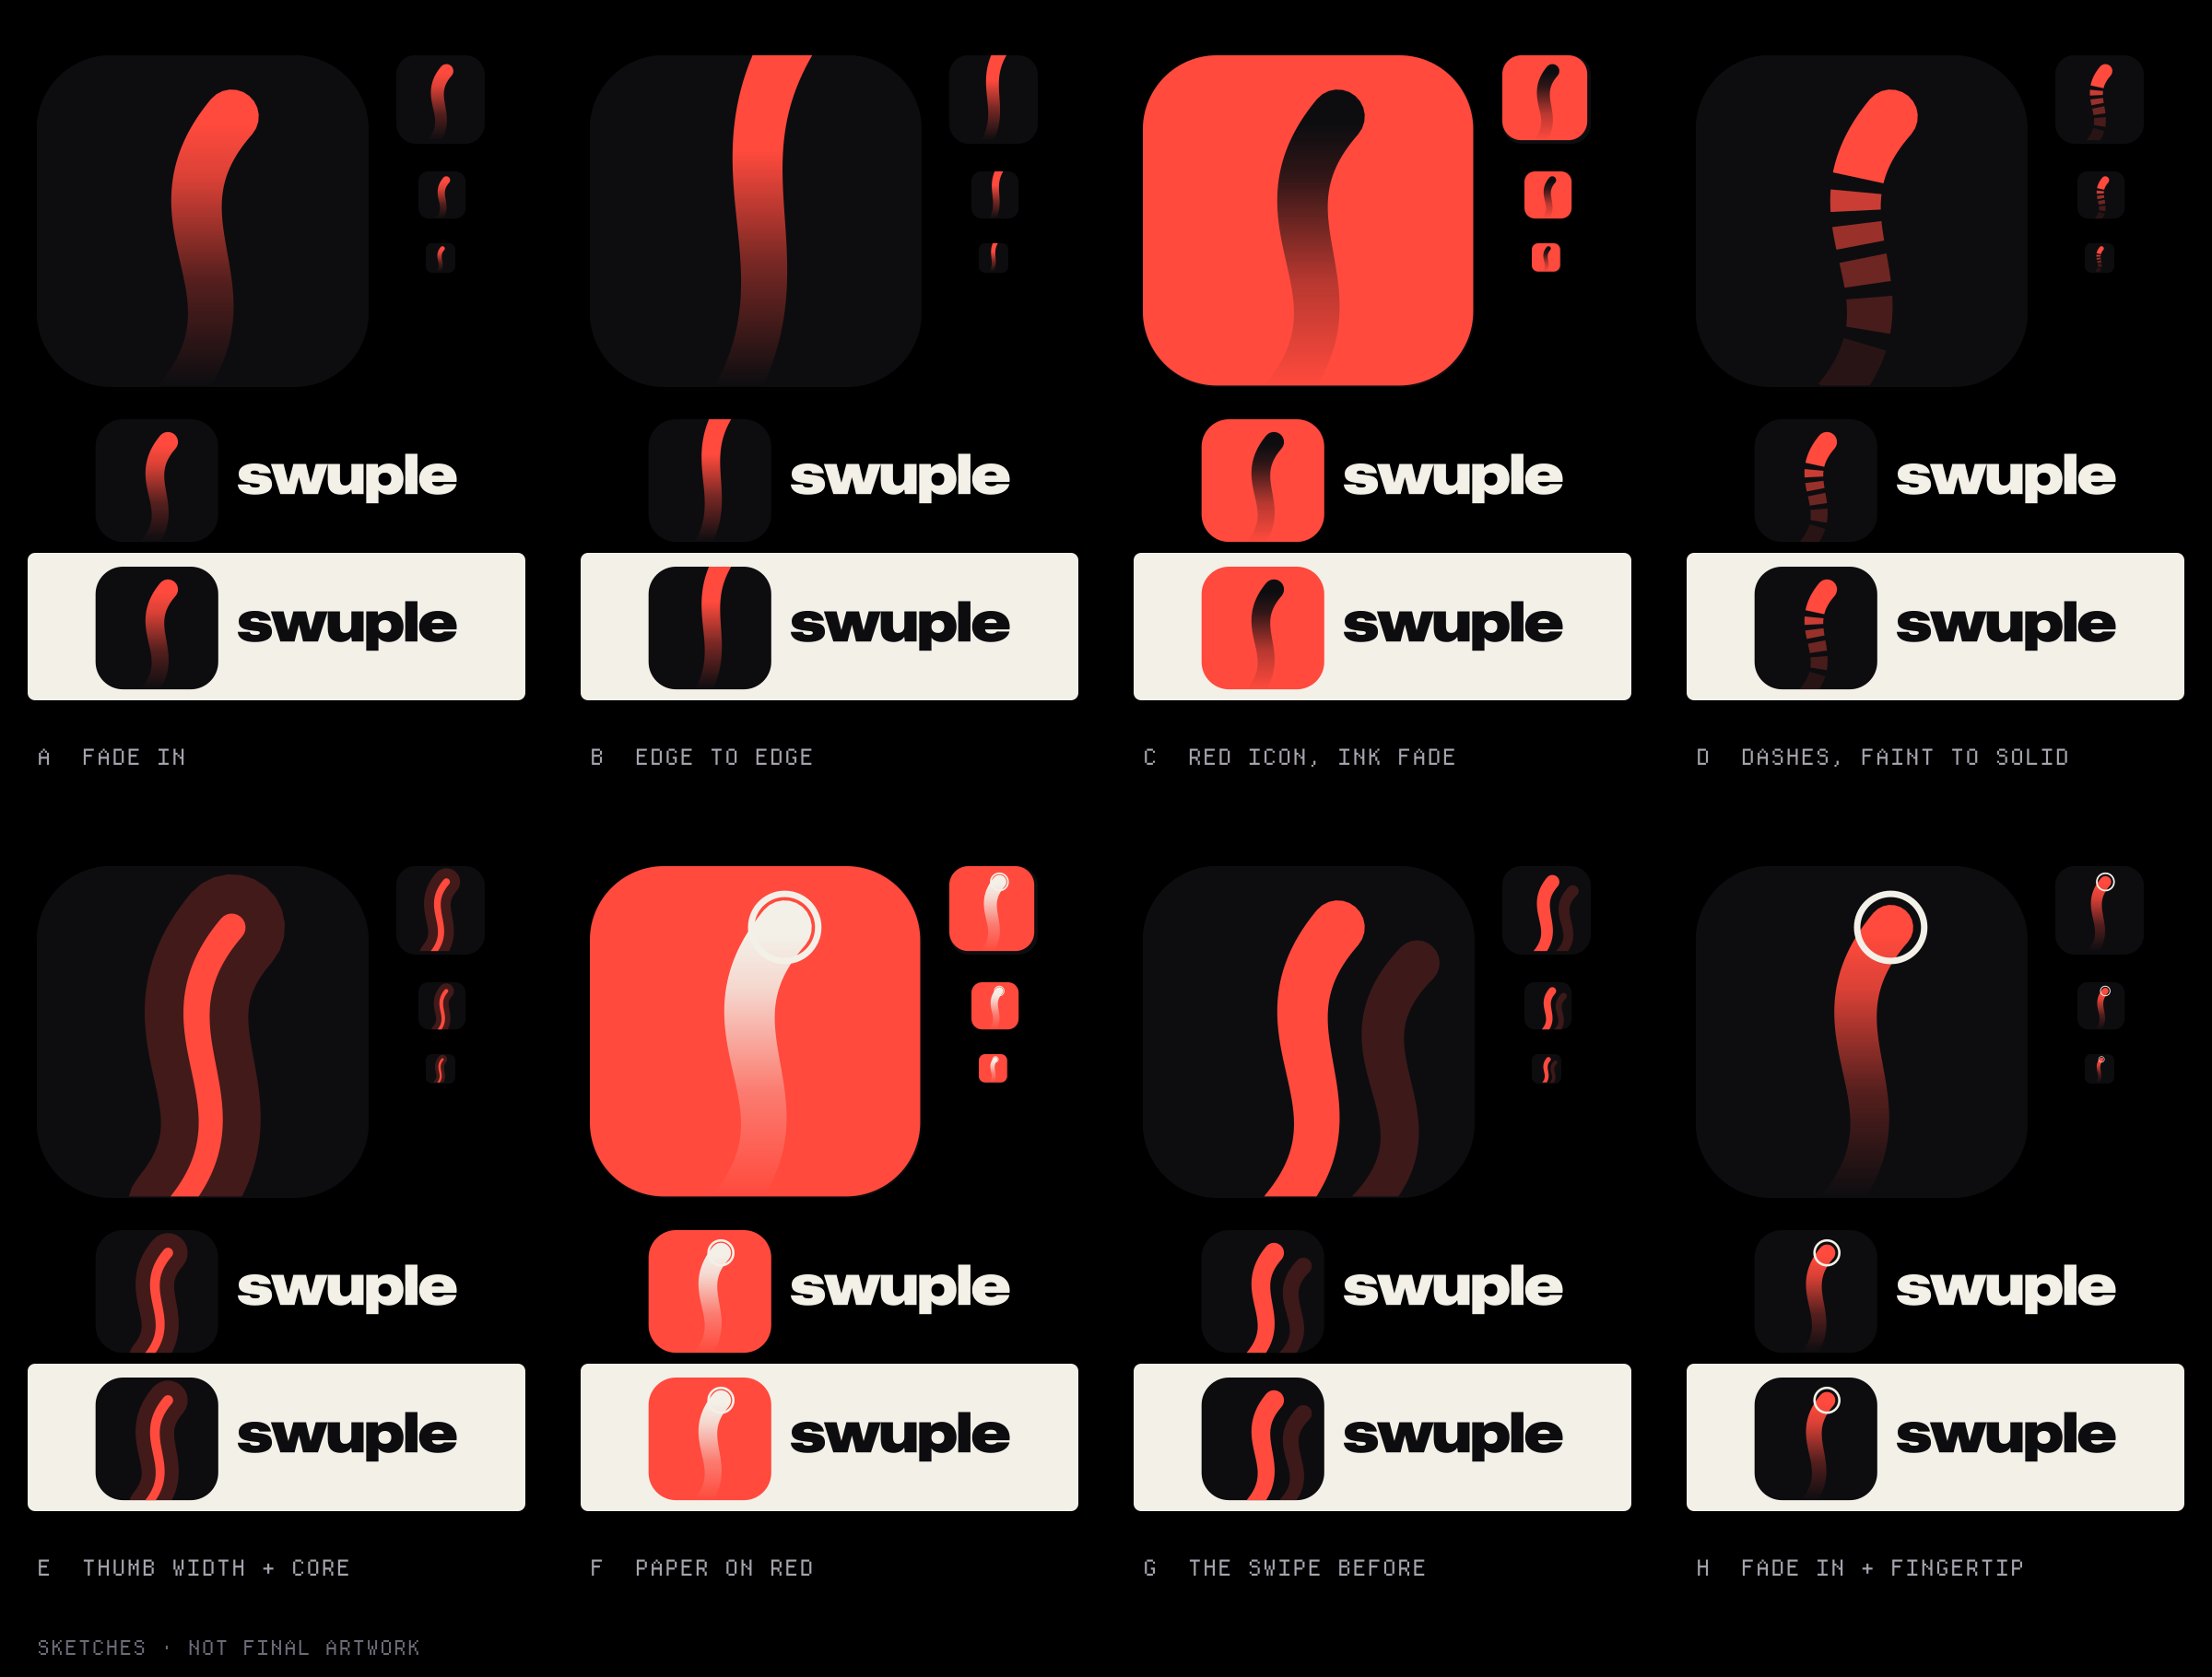 swuple swuple swuple swuple
swuple swuple swuple swuple
A FADE IN
B EDGE TO EDGE
C RED ICON, INK FADE
D DASHES, FAINT TO SOLID
swuple swuple swuple swuple
swuple swuple swuple swuple
E THUMB WIDTH + CORE
F PAPER ON RED
G THE SWIPE BEFORE
H FADE IN + FINGERTIP
SKETCHES · NOT FINAL ARTWORK